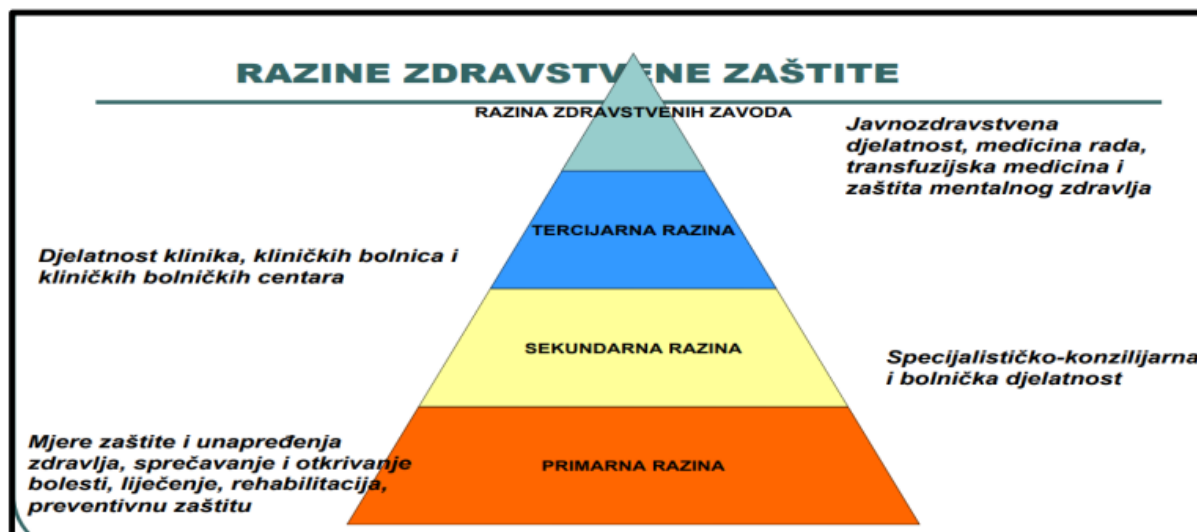 RAZINE ZDRAVSTVENE ZAŠTITE
RAZINA ZDRAVSTVENIH ZAVODA
Javnozdravstvena
djelatnost, medicina rada,
transfuzijska medicina i
zaštita mentalnog zdravlja
TERCIJARNA RAZINA
Djelatnost klinika, kliničkih bolnica i
kliničkih bolničkih centara
SEKUNDARNA RAZINA
Specijalističko-konzilijarna
i bolnička djelatnost
Mjere zaštite i unapređenja
zdravlja, sprečavanje i otkrivanje
bolesti, liječenje, rehabilitacija,
preventivnu zaštitu
PRIMARNA RAZINA